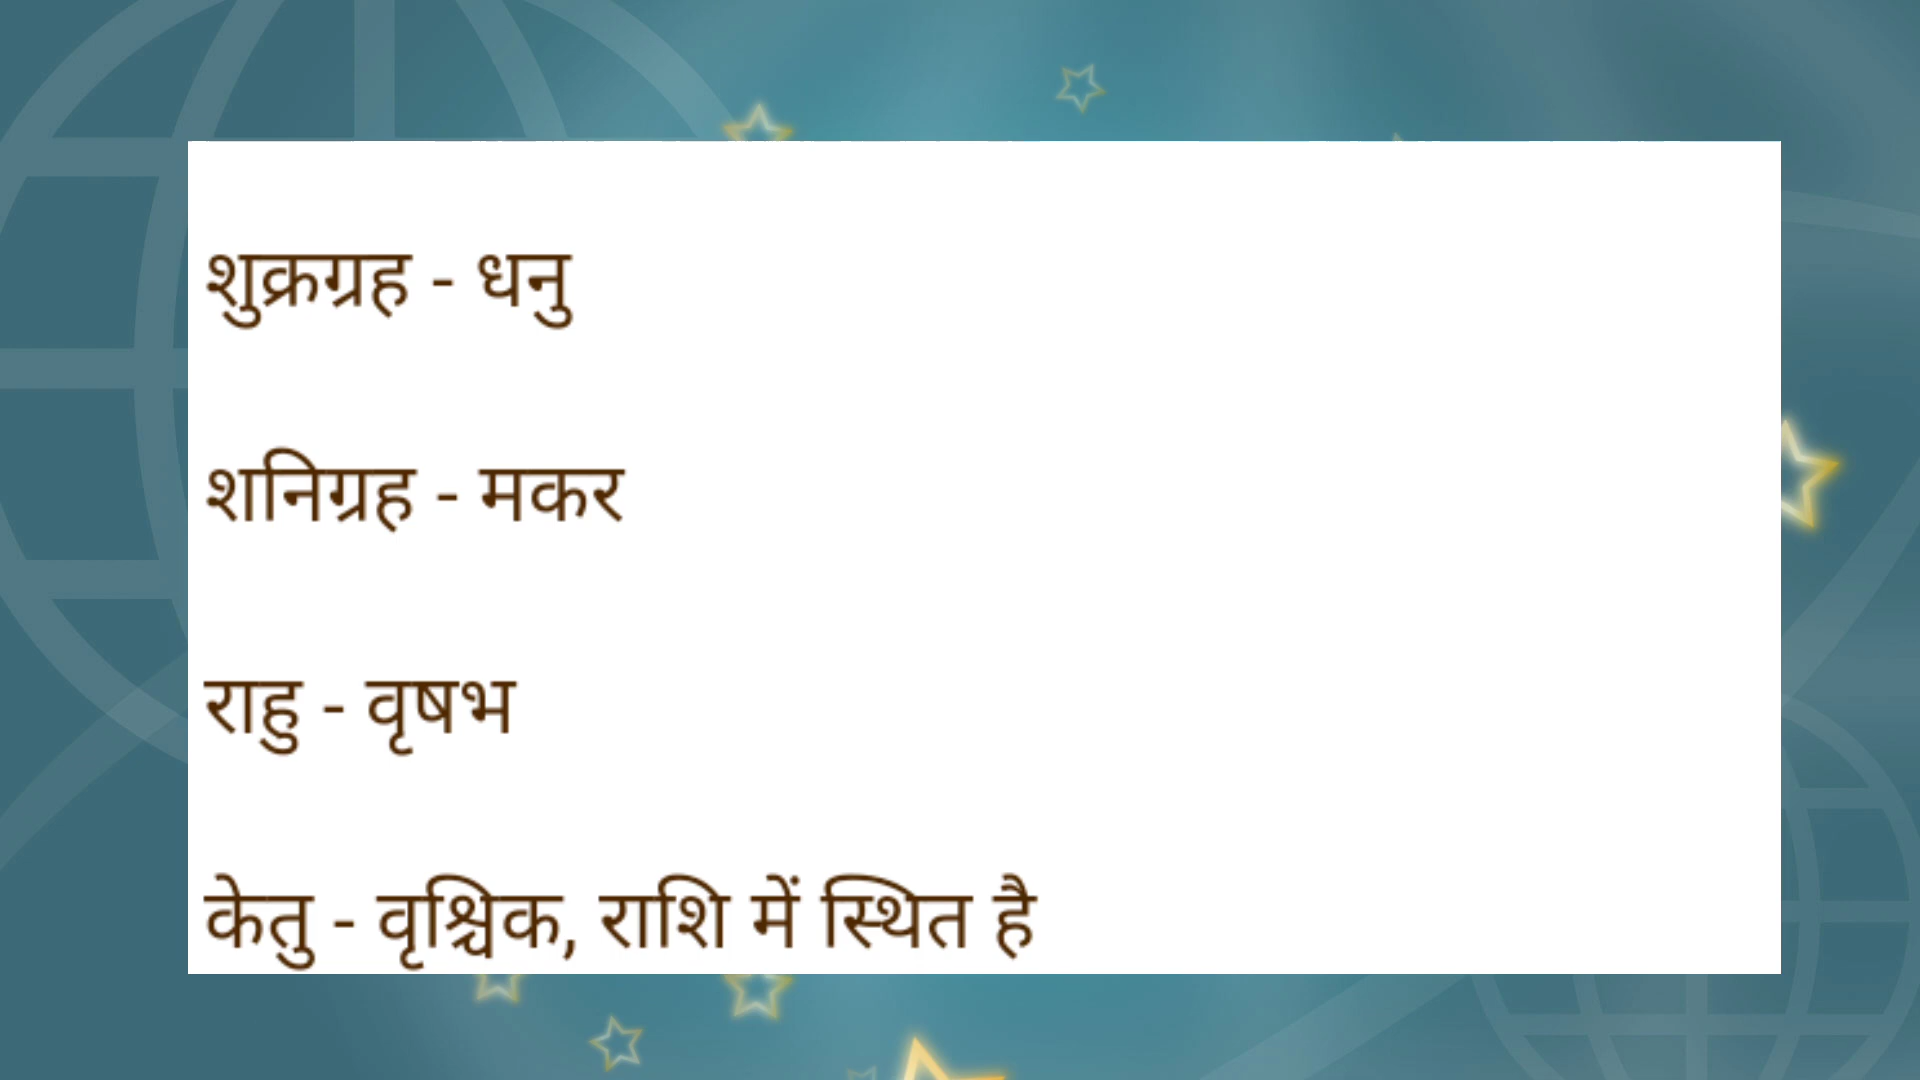 शुक्रग्रह - धनु
शनिग्रह - मकर
राहु - वृषभ
केतु - वृश्चिक, राशि में स्थित है